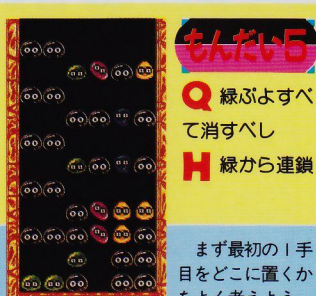 もんだい5
Q 緑ぷよすべ
て消すべし
H 緑から連鎖
まず最初の1手
目をどこに置くか